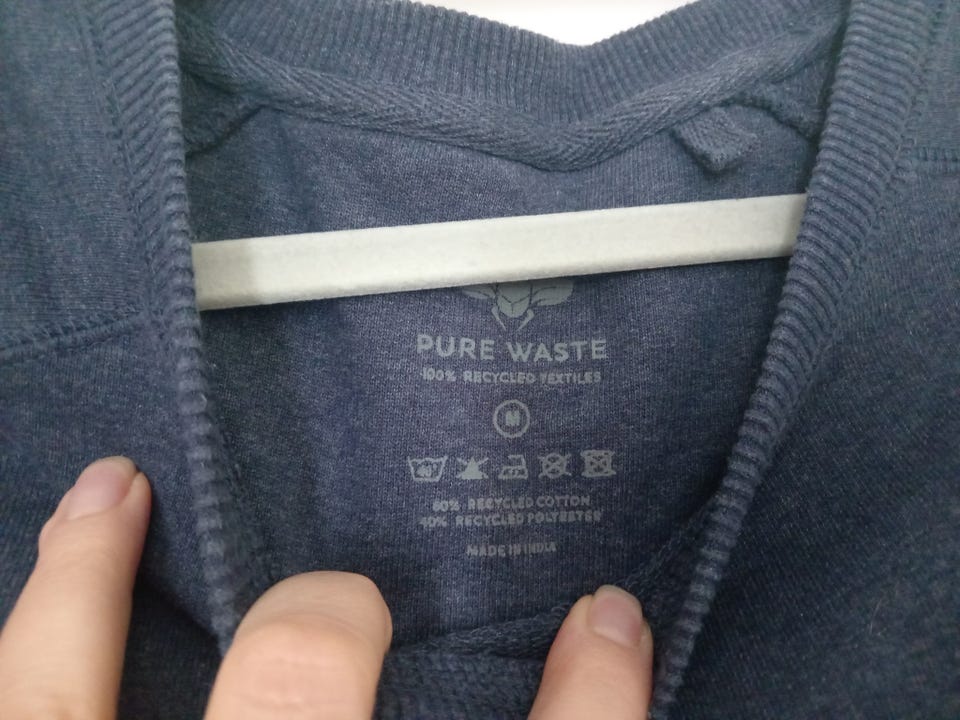 PURE WASTE
100% RECYCLED TEXTILES
M
60% RECYCLED COTTON
40% RECYCLED POLYESTER
MADE IN INDIA